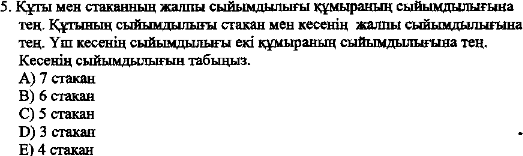 5. Құты мен стаканның жалпы сыйымдылығы құмыраның сыйымдылығына
тең. Құтының сыйымдылығы стакан мен кесенің жалпы сыйымдылығына
тең. Үш кесенің сыйымдылығы екі құмыраның сыйымдылығына тең.
Кесенің сыйымдылығын табыңыз.
A) 7 стакан
B) 6 стакан
C) 5 стакан
D) 3 стакан
E) 4 стакан